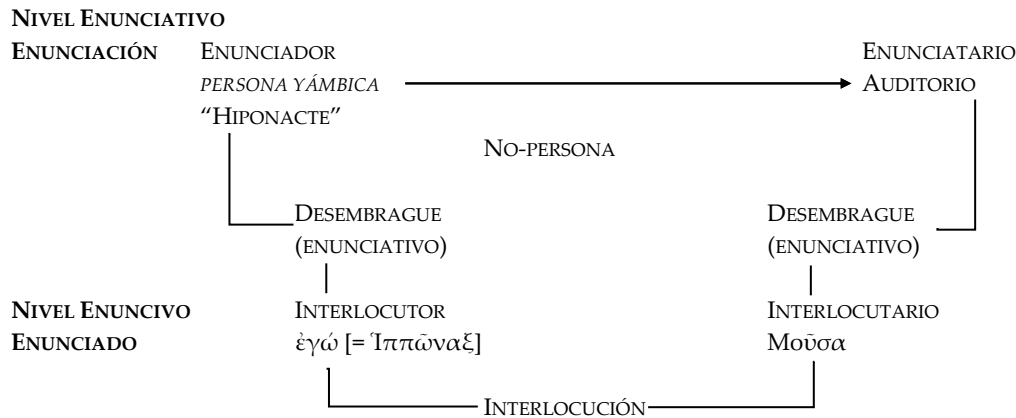 NIVEL ENUNCIATIVO
ENUNCIACIÓN ENUNCIADOR ENUNCIATARIO
PERSONA YÁMBICA AUDITORIO
“HIPONACTE”
NO-PERSONA
DESEMBRAGUE DESEMBRAGUE
(ENUNCIATIVO) (ENUNCIATIVO)
NIVEL ENUNCIVO INTERLOCUTOR INTERLOCUTARIO
ENUNCIADO ἐγώ [= Ἱππῶναξ] Μοῦσα
INTERLOCUCIÓN